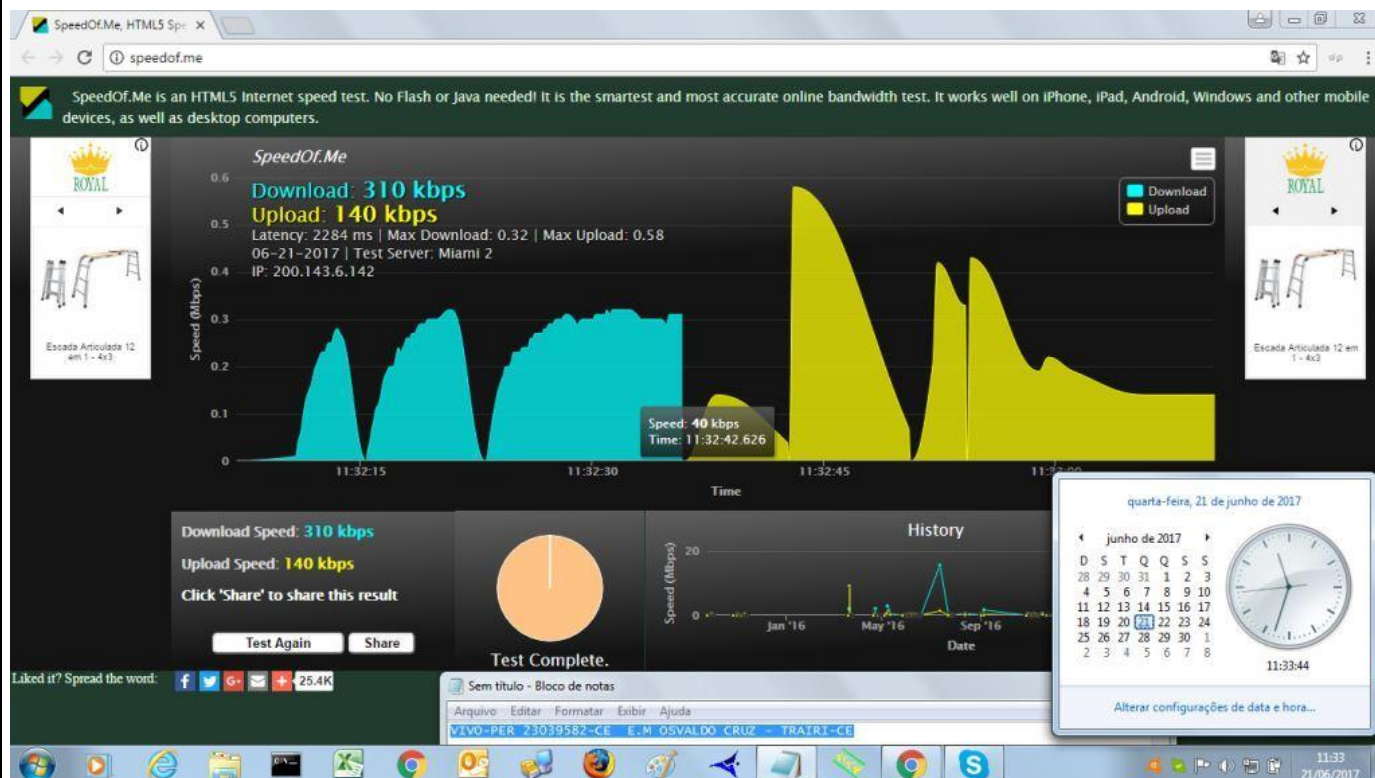 SpeedOf.Me, HTML5 Spe
speedof.me
SpeedOf.Me is an HTML5 Internet speed test. No Flash or Java needed! It is the smartest and most accurate online bandwidth test. It works well on iPhone, iPad, Android, Windows and other mobile
devices, as well as desktop computers.
ROYAL
Escada Articulada 12
em 1 - 4x3
SpeedOf.Me
Download: 310 kbps
Upload: 140 kbps
Latency: 2284 ms | Max Download: 0.32 | Max Upload: 0.58
06-21-2017 | Test Server: Miami 2
IP: 200.143.6.142
Download
Upload
0.6
0.5
0.4
0.3
0.2
0.1
0
Speed (Mbps)
Speed: 40 kbps
Time: 11:32:42.626
11:32:15
11:32:30
11:32:45
11:33:00
Time
ROYAL
Escada Articulada 12 em
1 - 4x3
Download Speed: 310 kbps
Upload Speed: 140 kbps
Click 'Share' to share this result
Test Again
Share
Test Complete.
History
Speed (Mbps)
20
0
Jan '16
May '16
Sep '16
Date
quarta-feira, 21 de junho de 2017
junho de 2017
D S T Q Q S S
28 29 30 31 1 2 3
4 5 6 7 8 9 10
11 12 13 14 15 16 17
18 19 20 21 22 23 24
25 26 27 28 29 30 1
2 3 4 5 6 7 8
11:33:44
Alterar configurações de data e hora...
Liked it? Spread the word:
25.4K
Sem título - Bloco de notas
Arquivo Editar Formatar Exibir Ajuda
VIVO-PER 23039582-CE E.M OSVALDO CRUZ - TRAIRI-CE
11:33
21/06/2017